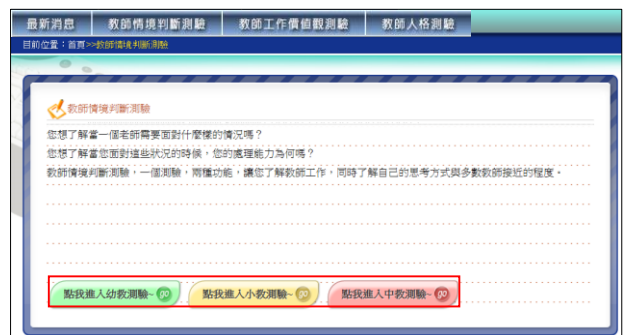 最新消息 教師情境判斷測驗 教師工作價值觀測驗 教師人格測驗
目前位置：首頁>>教師情境判斷測驗
教師情境判斷測驗
您想了解當一個老師需要面對什麼樣的情況嗎？
您想了解當您面對這些狀況的時候，您的處理能力為何嗎？
教師情境判斷測驗，一個測驗，兩種功能，讓您了解教師工作，同時了解自己的思考方式與多數教師接近的程度。
點我進入幼教測驗~ go 點我進入小教測驗~ go 點我進入中教測驗~ go